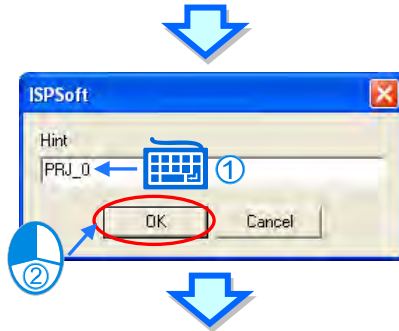 ISPSoft
Hint
PRJ_0
①
OK
Cancel
②